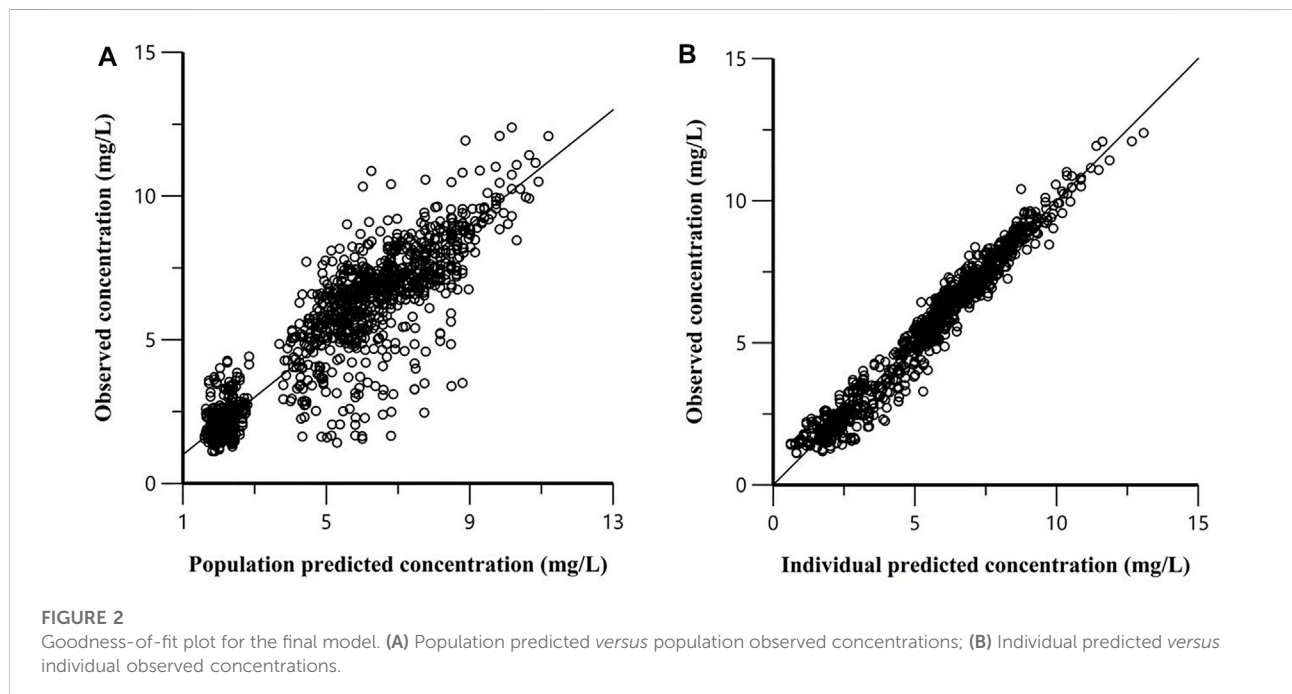 A
15
10
5
0
Observed concentration (mg/L)
1
5
9
13
Population predicted concentration (mg/L)
B
15
10
5
0
Observed concentration (mg/L)
0
5
10
15
Individual predicted concentration (mg/L)
FIGURE 2
Goodness-of-fit plot for the final model. (A) Population predicted versus population observed concentrations; (B) Individual predicted versus
individual observed concentrations.